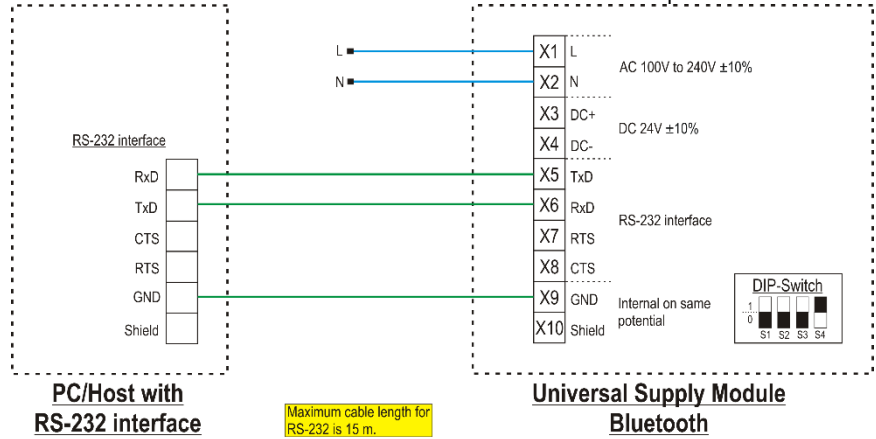 L
N
RS-232 interface
RxD
TxD
CTS
RTS
GND
Shield
PC/Host with
RS-232 interface
Maximum cable length for
RS-232 is 15 m.
X1 L
X2 N
AC 100V to 240V ±10%
X3 DC+
X4 DC-
DC 24V ±10%
X5 TxD
X6 RxD
X7 RTS
X8 CTS
RS-232 interface
X9 GND
X10 Shield
Internal on same
potential
DIP-Switch
1
0
S1 S2 S3 S4
Universal Supply Module
Bluetooth